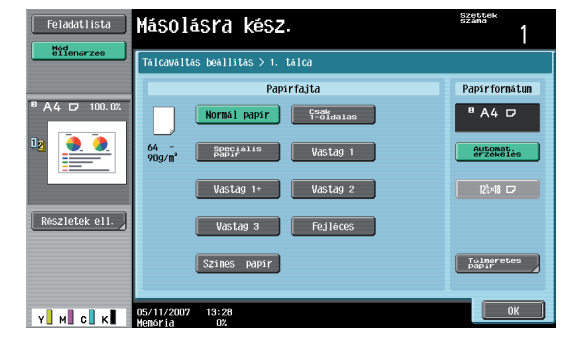 Feladatlista
Másolásra kész.
Szettek
száma
1
Mód
ellenőrzés
Tálcaváltás beállítás > 1. tálca
Papírfajta
Papírformátum
A4 100.0%
Normál papír
Csak
1-oldalas
A4
64 -
90g/m²
Speciális
papír
Vastag 1
Automat.
érzékelés
Vastag 1+
Vastag 2
12¼×18
Részletek ell.
Vastag 3
Fejléces
Színes papír
Túlméretes
papír
05/11/2007 13:28
Memória 0%
OK
Y M C K